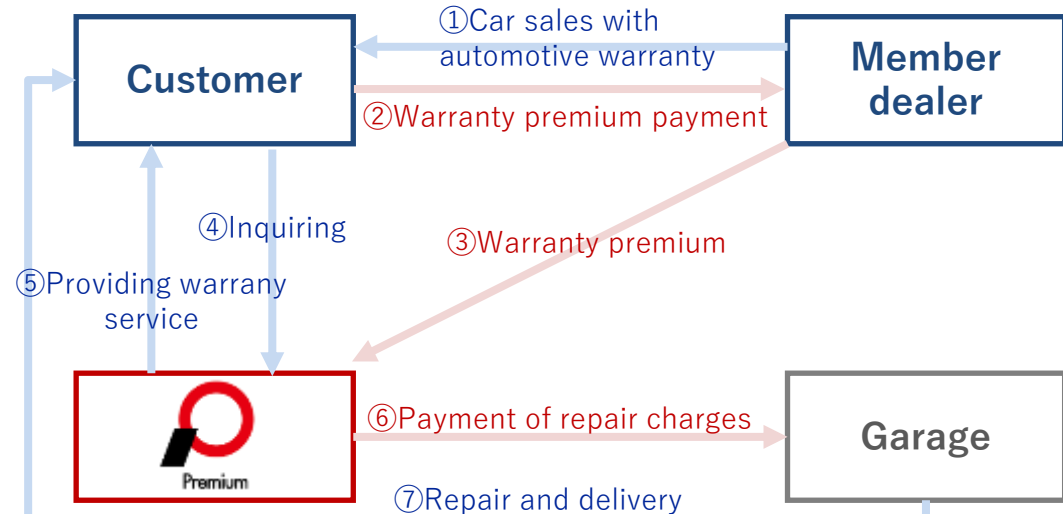 ①Car sales with
automotive warranty
Customer
Member
dealer
②Warranty premium payment
④Inquiring
③Warranty premium
⑤Providing warrany
service
Premium
⑥Payment of repair charges
Garage
⑦Repair and delivery